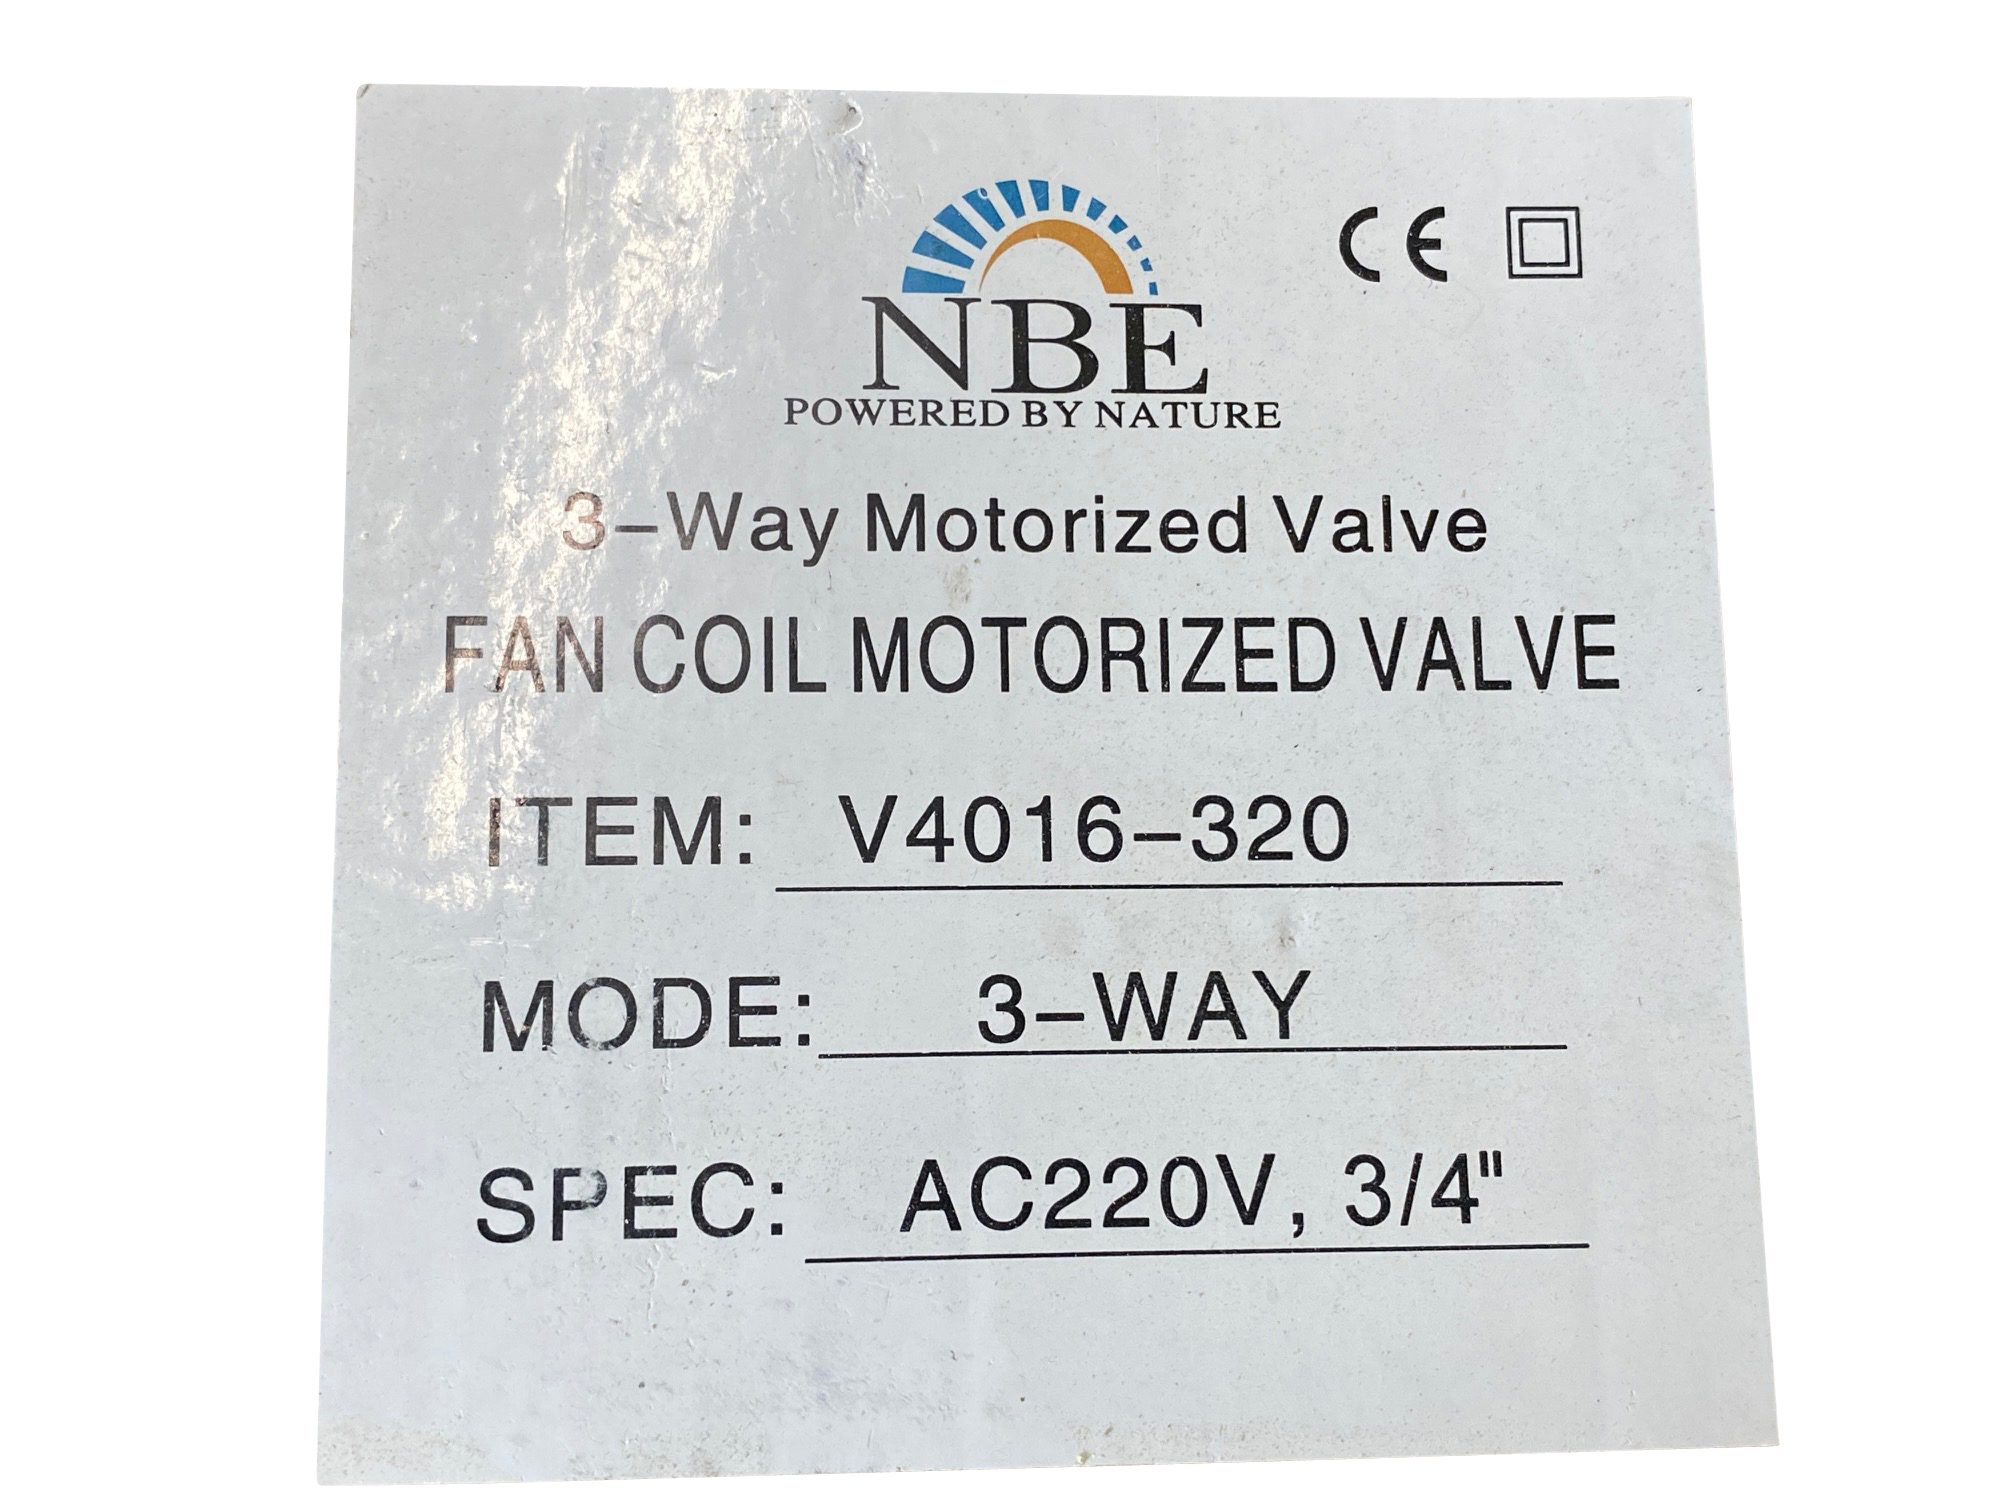 CE
NBE
POWERED BY NATURE
3-Way Motorized Valve
FAN COIL MOTORIZED VALVE
ITEM: V4016-320
MODE: 3-WAY
SPEC: AC220V, 3/4"